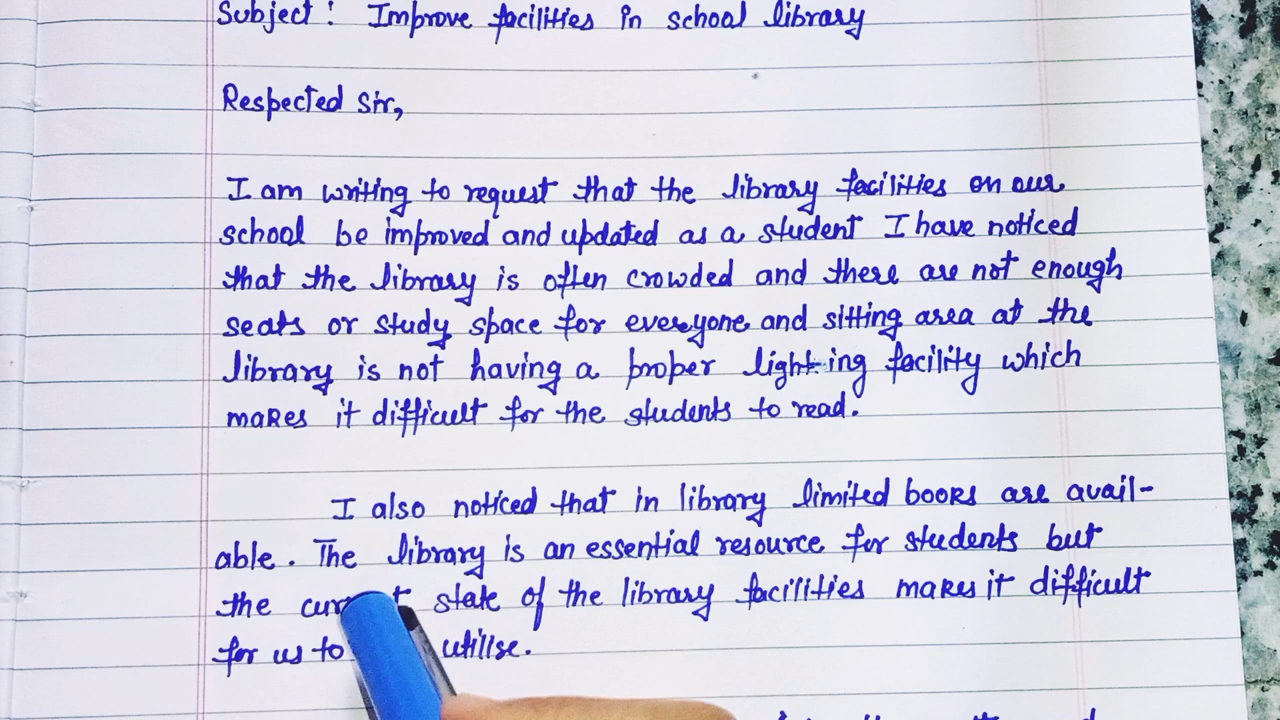 Subject: Improve facilities in school library
Respected Sir,
I am writing to request that the library facilities on our
school be improved and updated as a student I have noticed
that the library is often crowded and there are not enough
seats or study space for everyone and sitting area at the
library is not having a proper lighting facility which
makes it difficult for the students to read.
I also noticed that in library limited books are avail-
able. The library is an essential resource for students but
the state of the library facilities makes it difficult
for us to utilise.